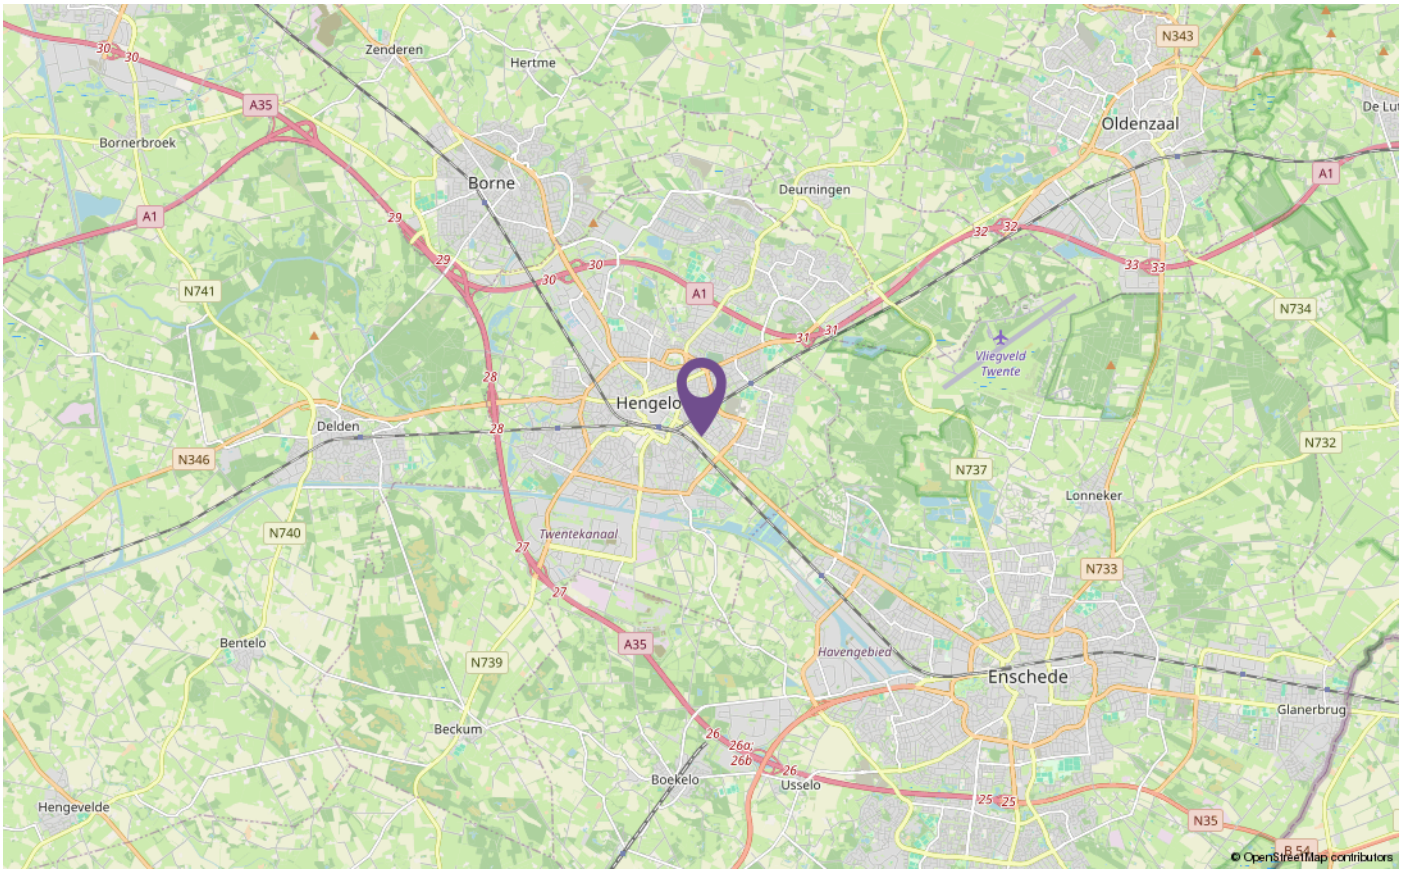 N343
30
30
Zenderen
Hertme
A35
De Lut
Oldenzaal
Bornerbroek
A1
Borne
Deurningen
A1
29
32
32
29
30
30
33
33
N741
A1
N734
31
31
Vliegveld
Twente
28
Hengelo
28
Delden
N346
N732
N737
Lonneker
N740
Twentekanaal
27
N733
27
Bentelo
A35
Havengebied
N739
Enschede
Glanerbrug
Beckum
26
26a;
26b
26
Boekelo
Usselo
Hengevelde
25
25
N35
B 54
© OpenStreetMap contributors